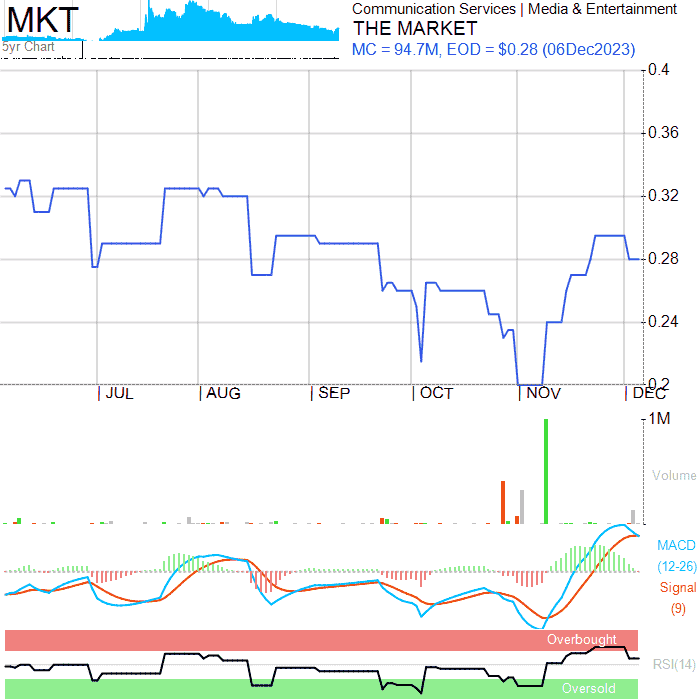 MKT
5yr Chart
Communication Services | Media & Entertainment
THE MARKET
MC = 94.7M, EOD = $0.28 (06Dec2023)
0.4
0.36
0.32
0.28
0.24
0.2
JUL AUG SEP OCT NOV DEC
1M
Volume
MACD
(12-26)
Signal
(9)
Overbought
RSI(14)
Oversold